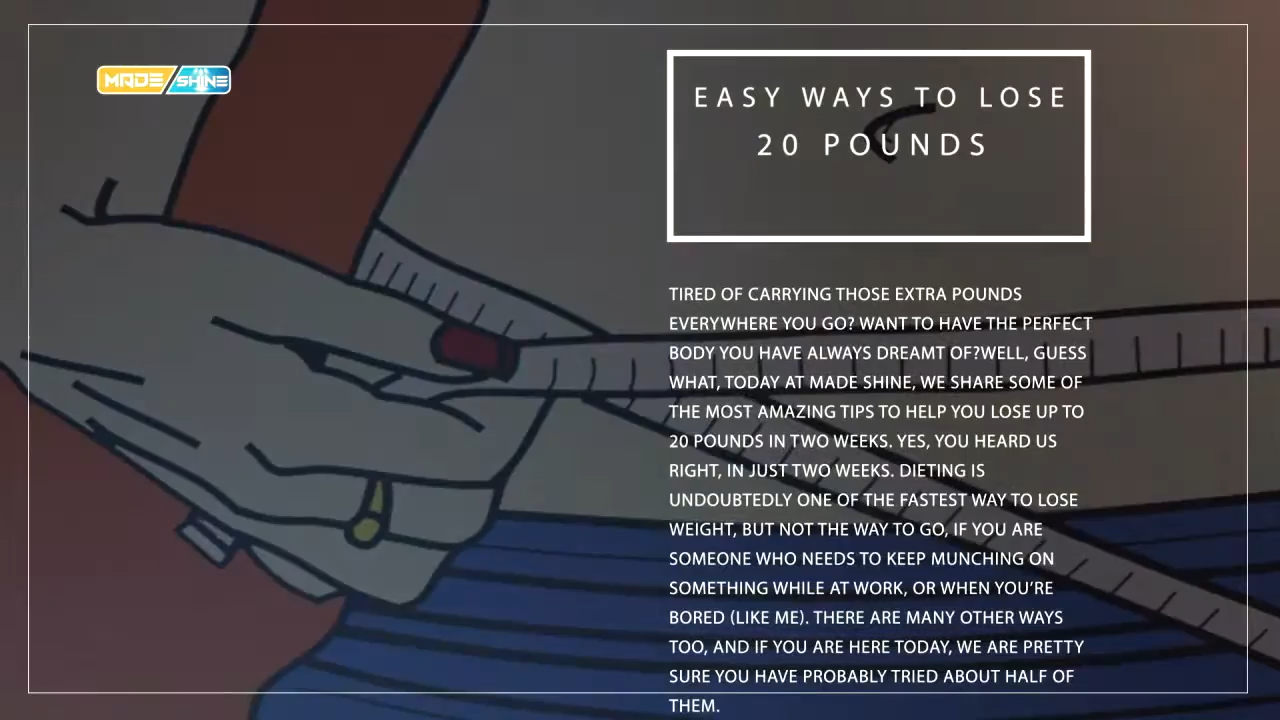 MADE SHINE
EASY WAYS TO LOSE
20 POUNDS
TIRED OF CARRYING THOSE EXTRA POUNDS
EVERYWHERE YOU GO? WANT TO HAVE THE PERFECT
BODY YOU HAVE ALWAYS DREAMT OF?WELL, GUESS
WHAT, TODAY AT MADE SHINE, WE SHARE SOME OF
THE MOST AMAZING TIPS TO HELP YOU LOSE UP TO
20 POUNDS IN TWO WEEKS. YES, YOU HEARD US
RIGHT, IN JUST TWO WEEKS. DIETING IS
UNDOUBTEDLY ONE OF THE FASTEST WAY TO LOSE
WEIGHT, BUT NOT THE WAY TO GO, IF YOU ARE
SOMEONE WHO NEEDS TO KEEP MUNCHING ON
SOMETHING WHILE AT WORK, OR WHEN YOU'RE
BORED (LIKE ME). THERE ARE MANY OTHER WAYS
TOO, AND IF YOU ARE HERE TODAY, WE ARE PRETTY
SURE YOU HAVE PROBABLY TRIED ABOUT HALF OF
THEM.